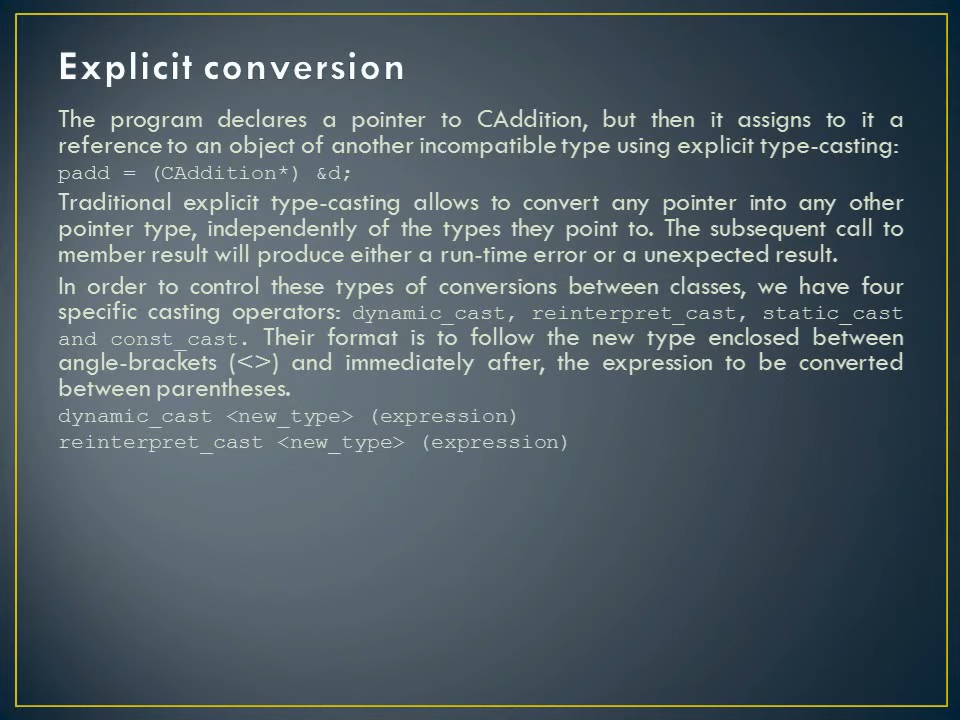 Explicit conversion
The program declares a pointer to CAddition, but then it assigns to it a
reference to an object of another incompatible type using explicit type-casting:
padd = (CAddition*) &d;
Traditional explicit type-casting allows to convert any pointer into any other
pointer type, independently of the types they point to. The subsequent call to
member result will produce either a run-time error or a unexpected result.
In order to control these types of conversions between classes, we have four
specific casting operators: dynamic_cast, reinterpret_cast, static_cast
and const_cast. Their format is to follow the new type enclosed between
angle-brackets (<>) and immediately after, the expression to be converted
between parentheses.
dynamic_cast <new_type> (expression)
reinterpret_cast <new_type> (expression)